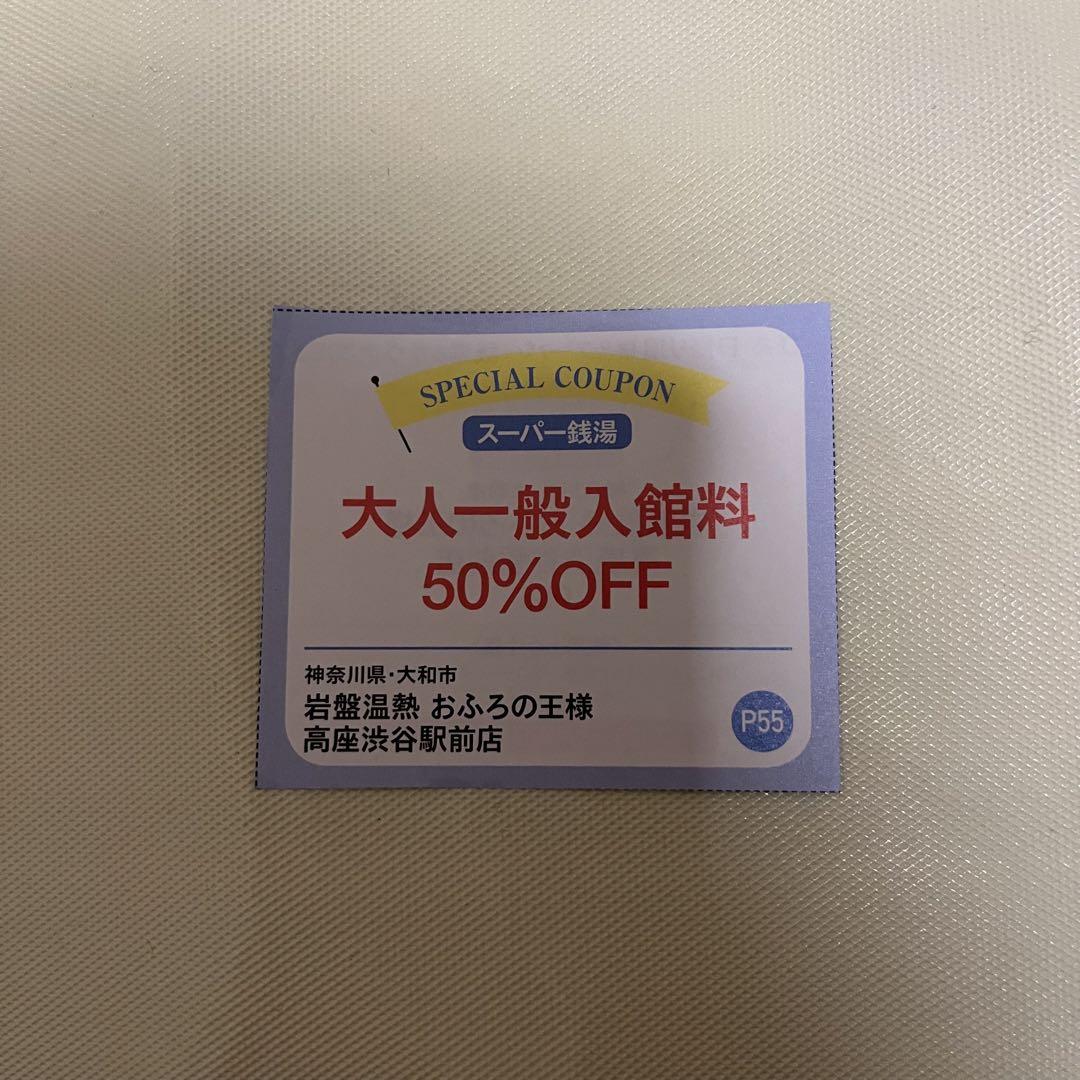 SPECIAL COUPON
スーパー銭湯
大人一般入館料
50%OFF
神奈川県・大和市
岩盤温熱 おふろの王様
高座渋谷駅前店
P55